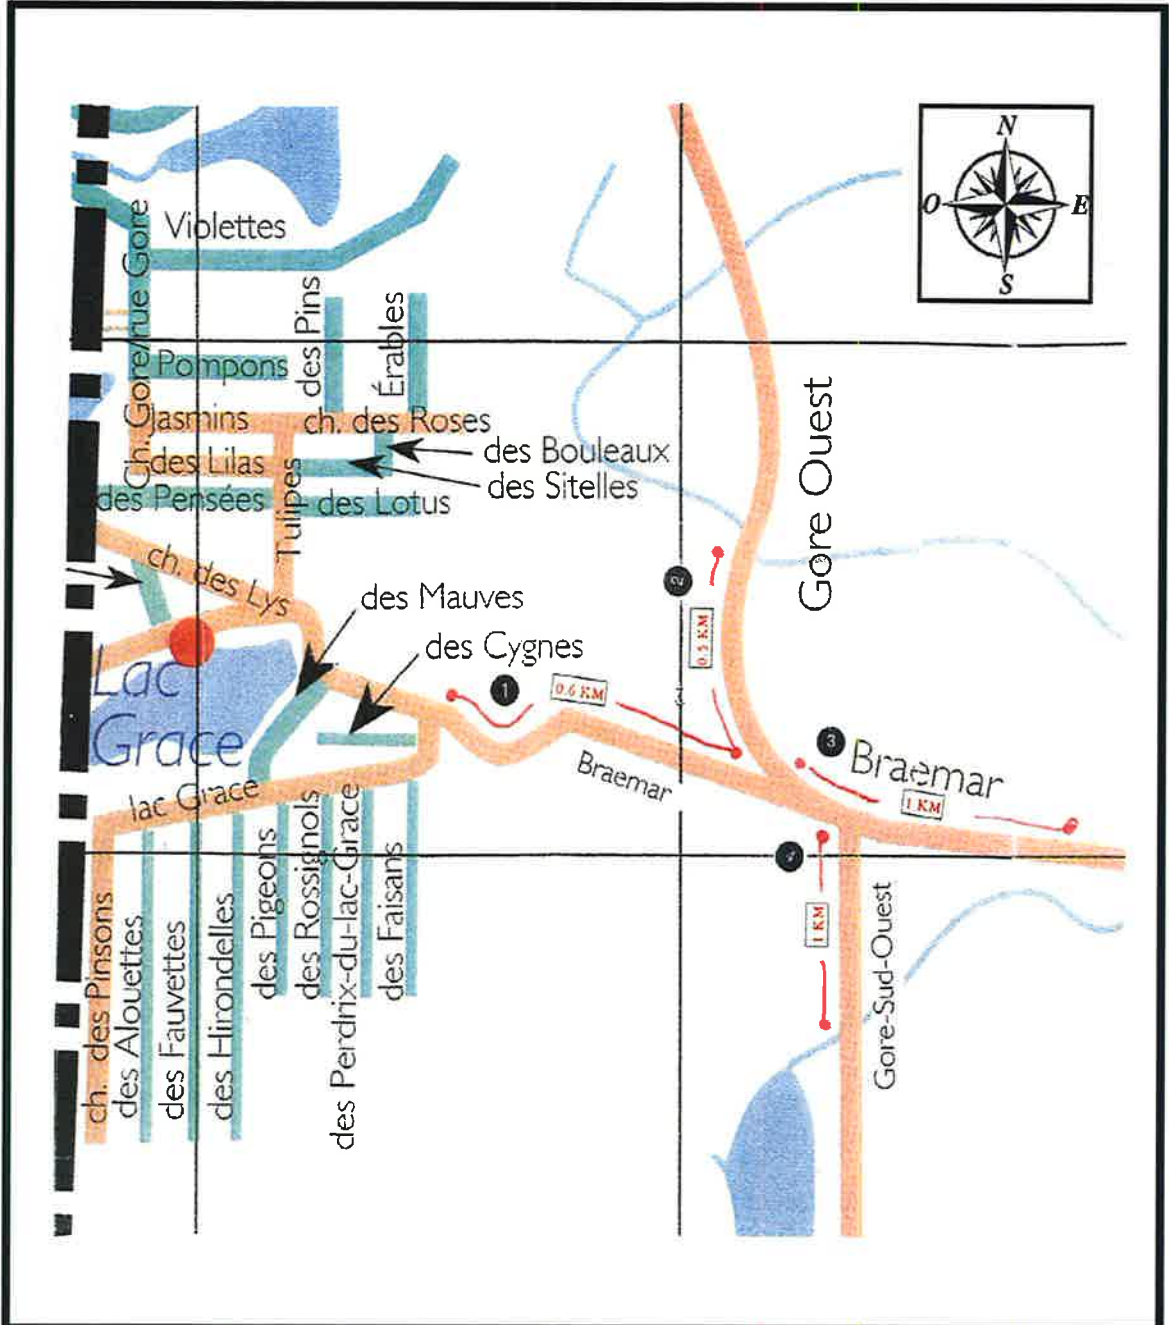 N
O
E
S
Violettes
Ch. Gore/rue Gore
des Pins
Érables
Pompons
Jasmins
ch. des Roses
des Lilas
des Bouleaux
des Sitelles
des Pensées
Tulipes
des Lotus
Gore Ouest
ch. des Lys
des Mauves
des Cygnes
2
0.5 KM
Lac
Grace
1
0.6 KM
3
Braemar
1 KM
Braemar
lac Grace
4
1 KM
Gore-Sud-Ouest
ch. des Pinsons
des Alouettes
des Fauvettes
des Hirondelles
des Pigeons
des Rossignols
des Perdrix-du-lac-Grace
des Faisans